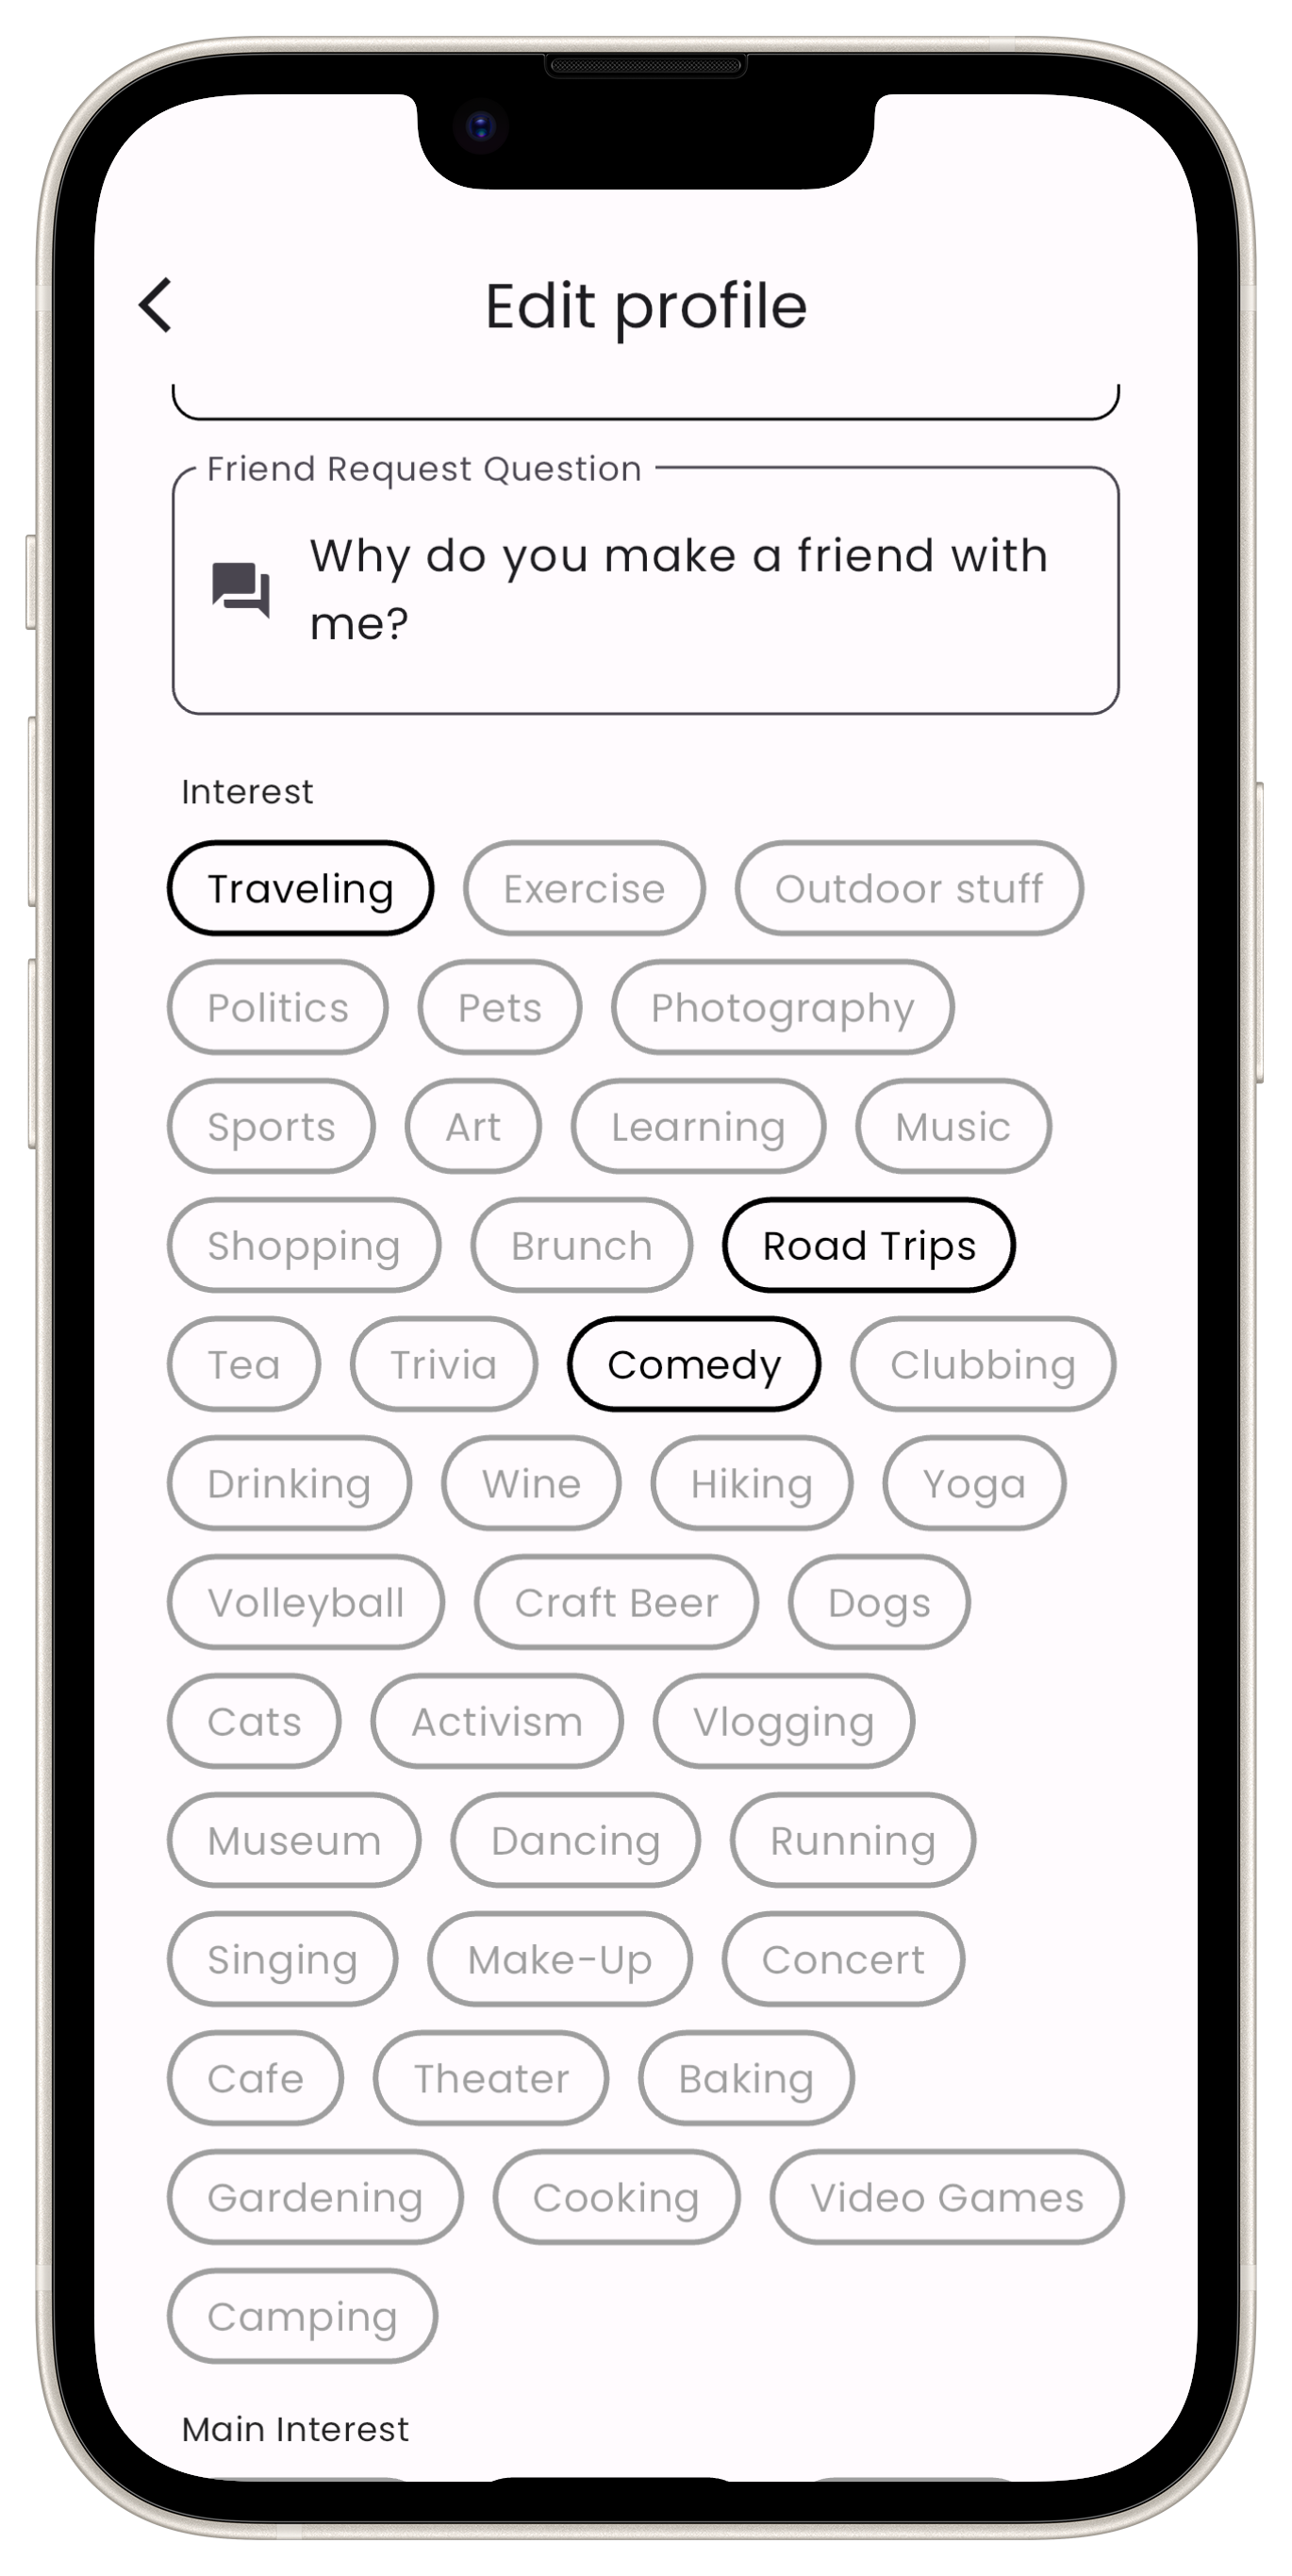 Edit profile
Friend Request Question
Why do you make a friend with
me?
Interest
Traveling Exercise Outdoor stuff
Politics Pets Photography
Sports Art Learning Music
Shopping Brunch Road Trips
Tea Trivia Comedy Clubbing
Drinking Wine Hiking Yoga
Volleyball Craft Beer Dogs
Cats Activism Vlogging
Museum Dancing Running
Singing Make-Up Concert
Cafe Theater Baking
Gardening Cooking Video Games
Camping
Main Interest